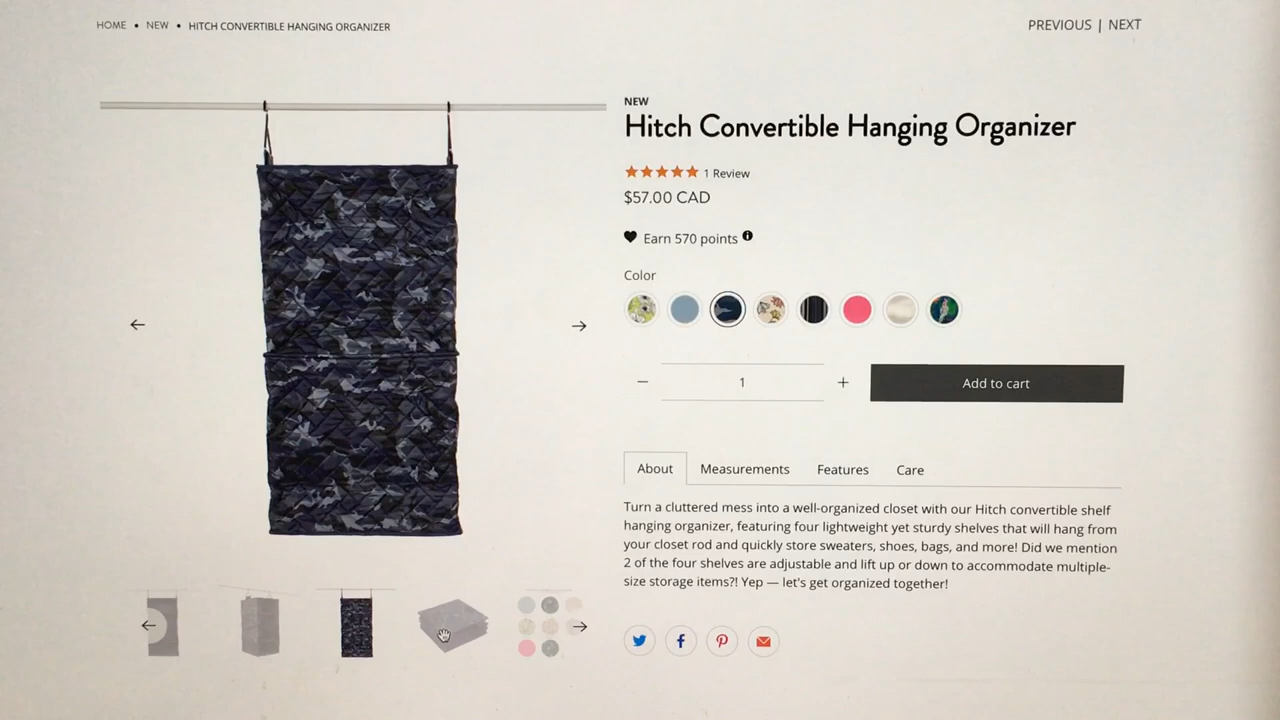 HOME • NEW • HITCH CONVERTIBLE HANGING ORGANIZER
PREVIOUS | NEXT
NEW
Hitch Convertible Hanging Organizer
1 Review
$57.00 CAD
Earn 570 points
Color
− 1 +
Add to cart
About Measurements Features Care
Turn a cluttered mess into a well-organized closet with our Hitch convertible shelf
hanging organizer, featuring four lightweight yet sturdy shelves that will hang from
your closet rod and quickly store sweaters, shoes, bags, and more! Did we mention
2 of the four shelves are adjustable and lift up or down to accommodate multiple-
size storage items?! Yep — let's get organized together!